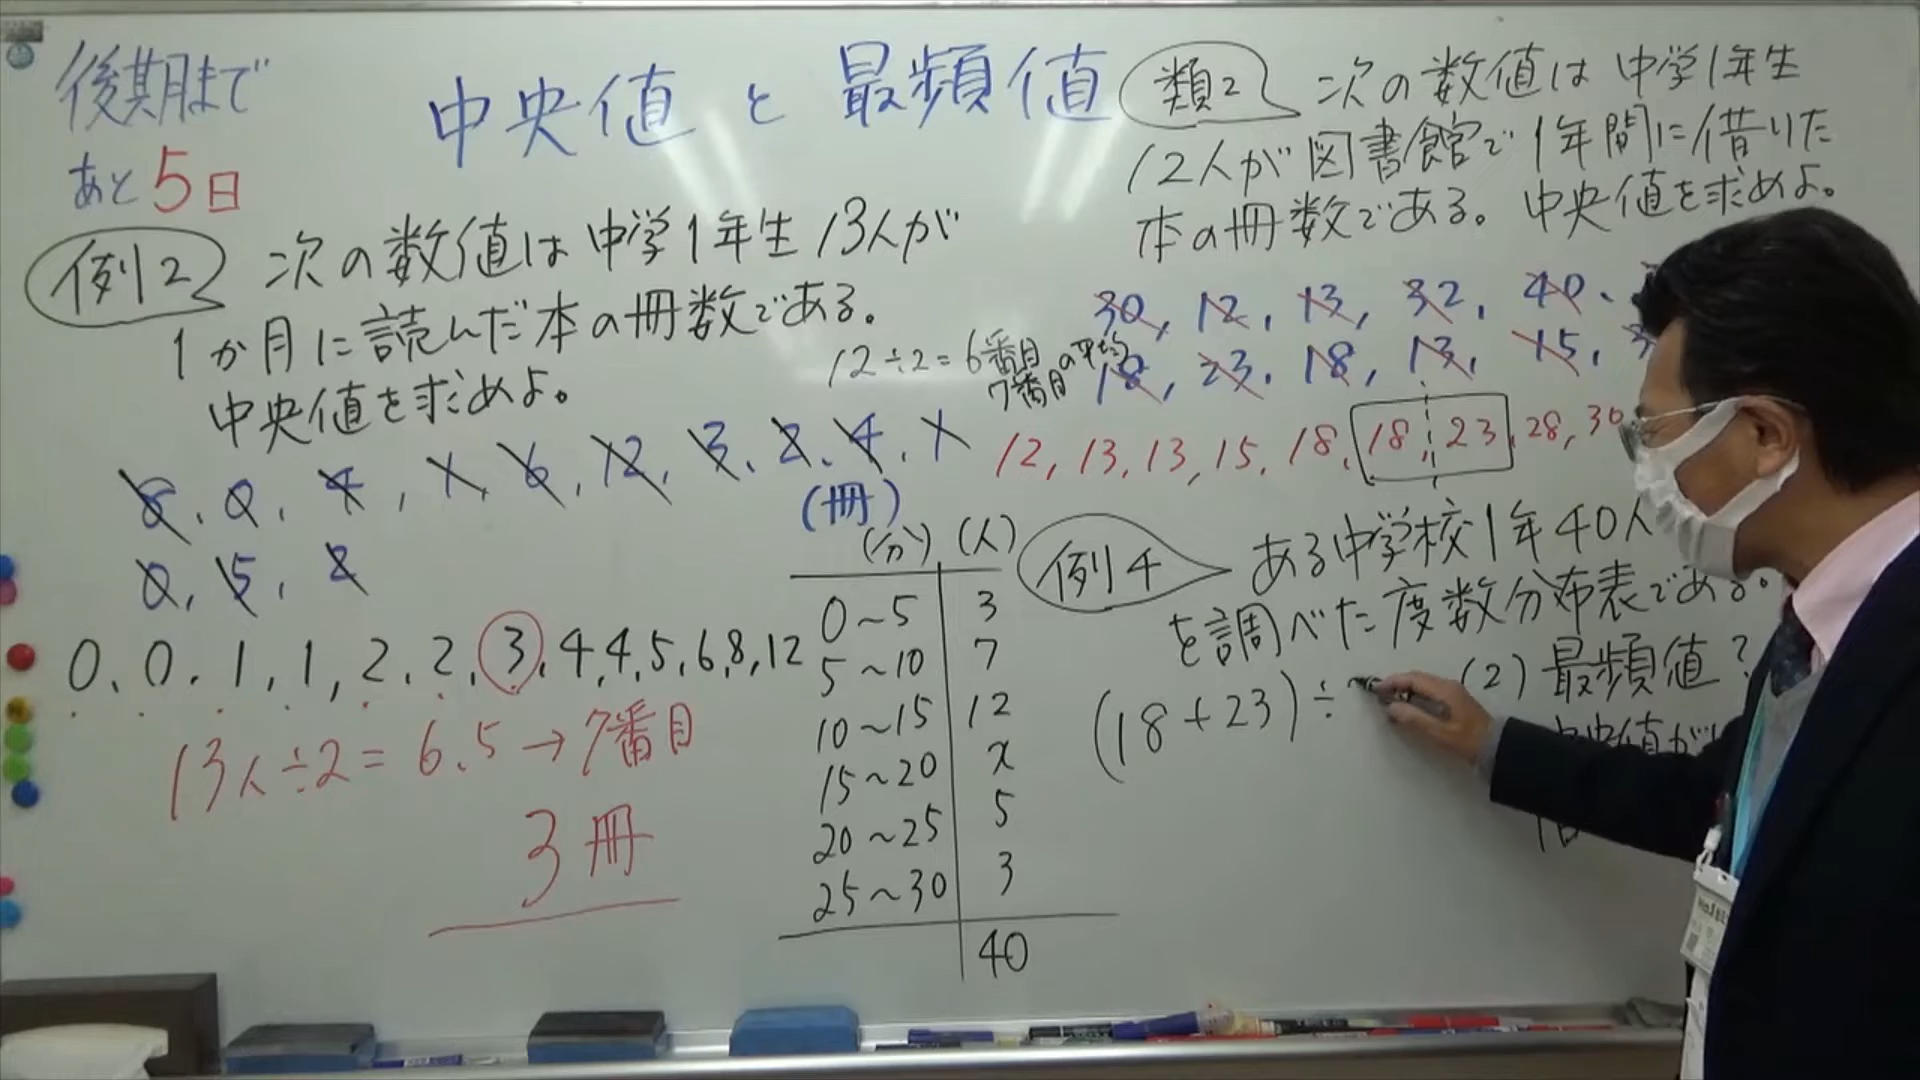 後期まで
あと5日
中央値と最頻値
例2 次の数値は中学1年生13人が
1か月に読んだ本の冊数である。
中央値を求めよ。
8, 0, 4, 1, 6, 12, 3, 2, 4, 1
(冊)
0, 5, 2
0, 0, 1, 1, 2, 2, 3, 4, 4, 5, 6, 8, 12
13人÷2=6.5→7番目
3冊
類2 次の数値は中学1年生
12人が図書館で1年間に借りた
本の冊数である。中央値を求めよ。
30, 12, 13, 32, 40,
18, 23, 18, 13, 15,
12÷2=6番目
7番目の平均
12, 13, 13, 15, 18, 18, 23, 28, 30
(分) (人)
0~5 3
5~10 7
10~15 12
15~20 x
20~25 5
25~30 3
40
例4 ある中学校1年40人
を調べた度数分布表である。
(2) 最頻値?
中央値が
(18+23)÷